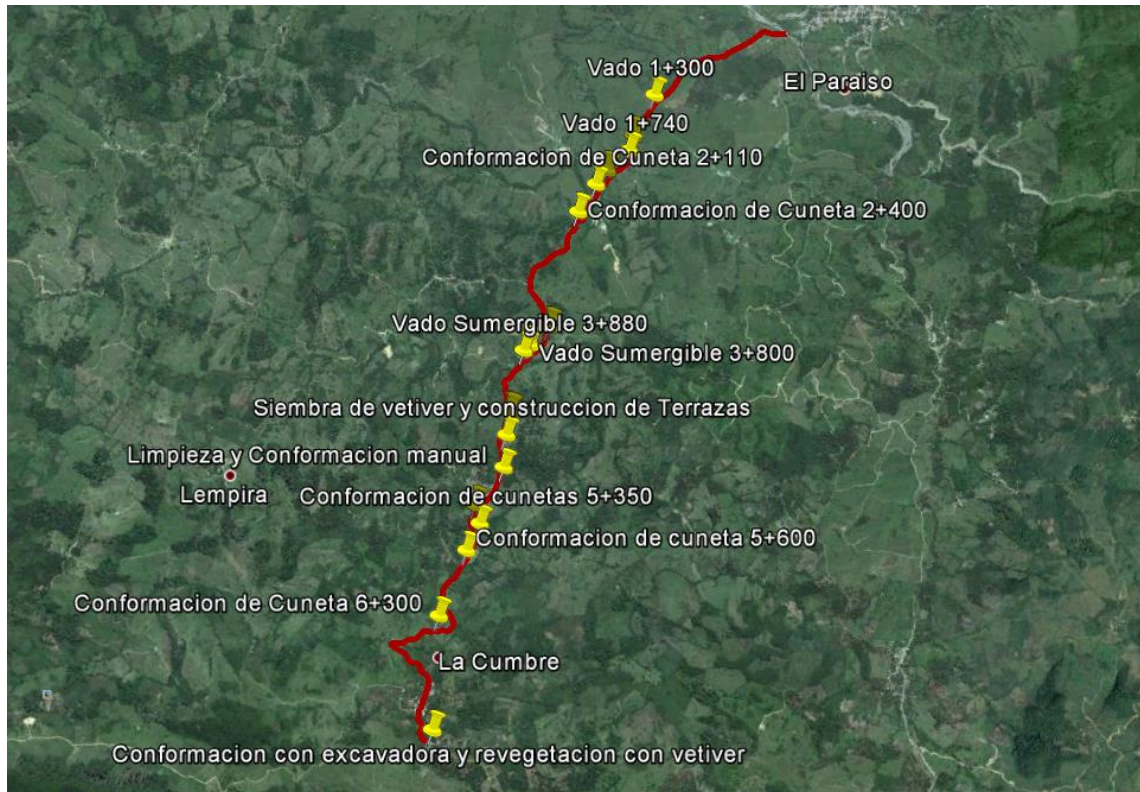 Vado 1+300
El Paraiso
Vado 1+740
Conformacion de Cuneta 2+110
Conformacion de Cuneta 2+400
Vado Sumergible 3+880
Vado Sumergible 3+800
Siembra de vetiver y construccion de Terrazas
Limpieza y Conformacion manual
Lempira
Conformacion de cunetas 5+350
Conformacion de cuneta 5+600
Conformacion de Cuneta 6+300
La Cumbre
Conformacion con excavadora y revegetacion con vetiver